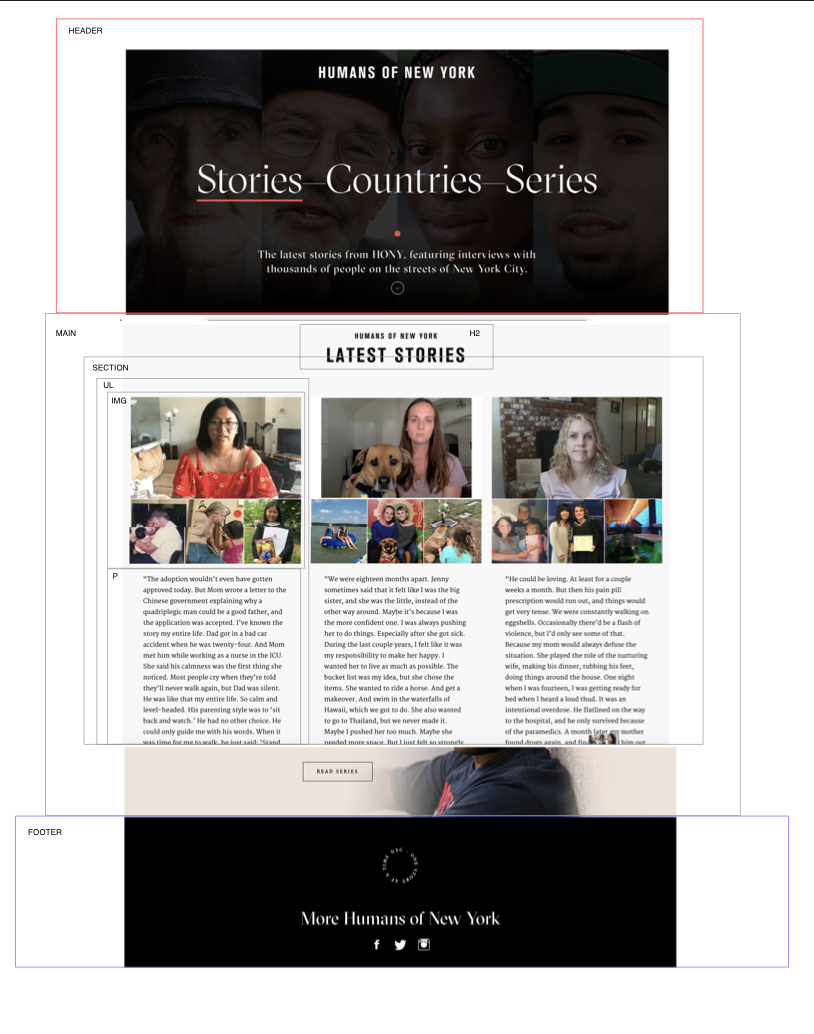 HEADER
HUMANS OF NEW YORK
Stories—Countries—Series
The latest stories from HONY, featuring interviews with
thousands of people on the streets of New York City.
MAIN
HUMANS OF NEW YORK
H2
LATEST STORIES
SECTION
UL
IMG
P
“The adoption wouldn’t even have gotten
approved today. But Mom wrote a letter to the
Chinese government explaining why a
quadriplegic man could be a good father, and
the application was accepted. I’ve known the
story my entire life. Dad got in a bad car
accident when he was twenty-four. And Mom
met him while working as a nurse in the ICU.
She said his calmness was the first thing she
noticed. Most people cry when they’re told
they’ll never walk again, but Dad was silent.
He was like that my entire life. So calm and
level-headed. His parenting style was to ‘sit
back and watch.’ He had no other choice. He
could only guide me with his words. When it
was time for me to walk, he just said: ‘Stand
“We were eighteen months apart. Jenny
sometimes said that it felt like I was the big
sister, and she was the little, instead of the
other way around. Maybe it’s because I was
the more confident one. I was always pushing
her to do things. Especially after she got sick.
During the last couple years, I felt like it was
my responsibility to make her happy. I
wanted her to live as much as possible. The
bucket list was my idea, but she chose the
items. She wanted to ride a horse. And get a
makeover. And swim in the waterfalls of
Hawaii, which we got to do. She also wanted
to go to Thailand, but we never made it.
Maybe I pushed her too much. Maybe she
needed more space. But I just felt so strongly
“He could be loving. At least for a couple
weeks a month. But then his pain pill
prescription would run out, and things would
get very tense. We were constantly walking on
eggshells. Occasionally there’d be a flash of
violence, but I’d only see some of that.
Because my mom would always defuse the
situation. She played the role of the nurturing
wife, making his dinner, rubbing his feet,
doing things around the house. One night
when I was fourteen, I was getting ready for
bed when I heard a loud thud. It was an
intentional overdose. He flatlined on the way
to the hospital, and he only survived because
of the paramedics. A month later my mother
found drugs again, and him out
READ SERIES
FOOTER
NYC · ONE STORY AT A TIME
More Humans of New York